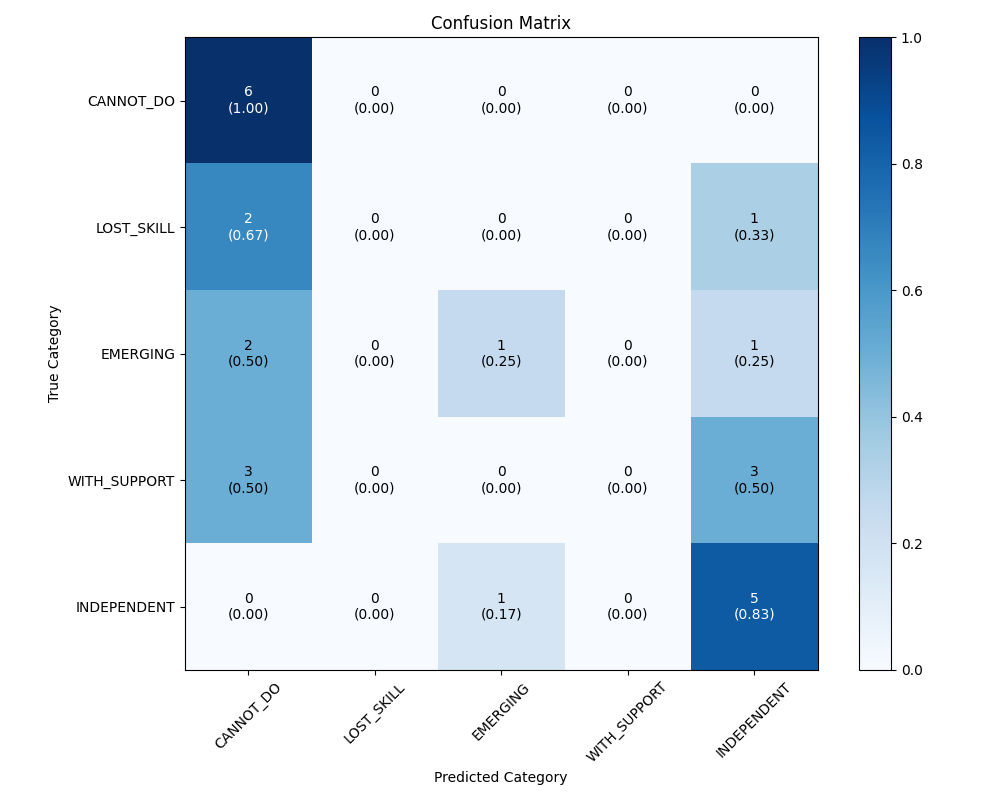 Confusion Matrix
CANNOT_DO
6 0 0 0 0
(1.00) (0.00) (0.00) (0.00) (0.00)
LOST_SKILL
2 0 0 0 1
(0.67) (0.00) (0.00) (0.00) (0.33)
EMERGING
2 0 1 0 1
(0.50) (0.00) (0.25) (0.00) (0.25)
WITH_SUPPORT
3 0 0 0 3
(0.50) (0.00) (0.00) (0.00) (0.50)
INDEPENDENT
0 0 1 0 5
(0.00) (0.00) (0.17) (0.00) (0.83)
True Category
CANNOT_DO LOST_SKILL EMERGING WITH_SUPPORT INDEPENDENT
Predicted Category
1.0
0.8
0.6
0.4
0.2
0.0